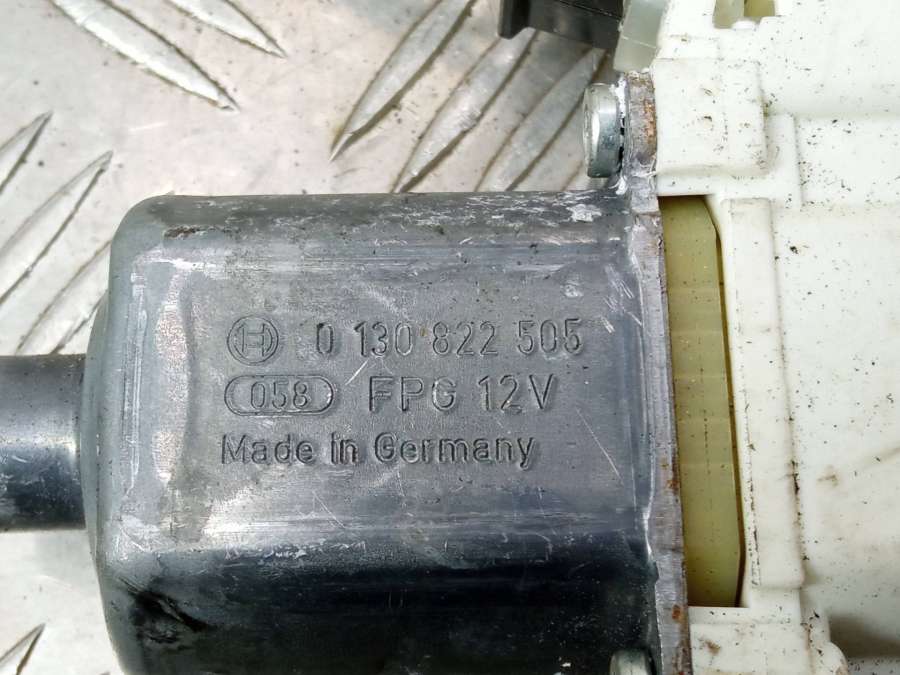 0 130 822 505
058 FPG 12V
Made in Germany